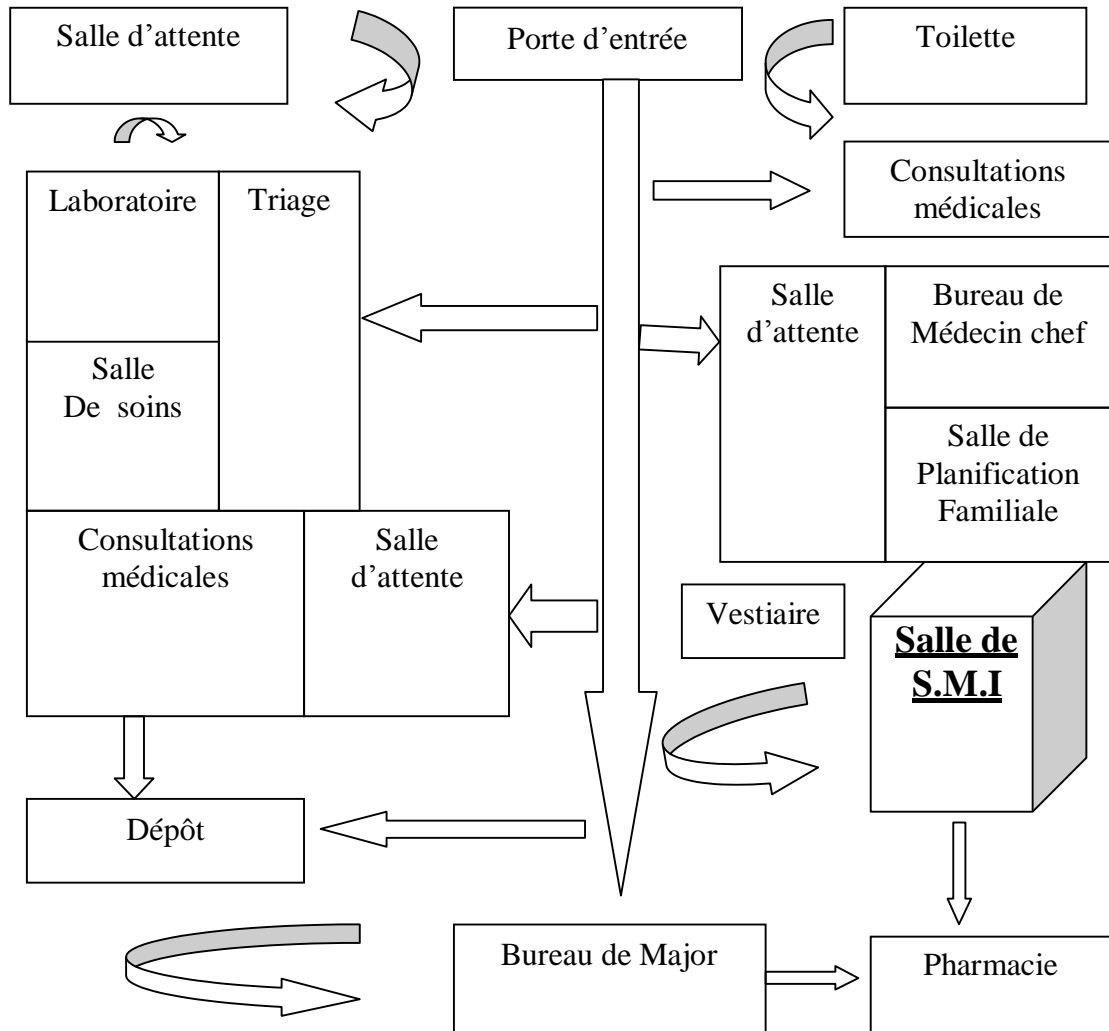 Salle d’attente
Porte d’entrée
Toilette
Consultations
médicales
Laboratoire
Triage
Salle
d’attente
Bureau de
Médecin chef
Salle
De soins
Salle de
Planification
Familiale
Consultations
médicales
Salle
d’attente
Vestiaire
Salle de
S.M.I
Dépôt
Bureau de Major
Pharmacie